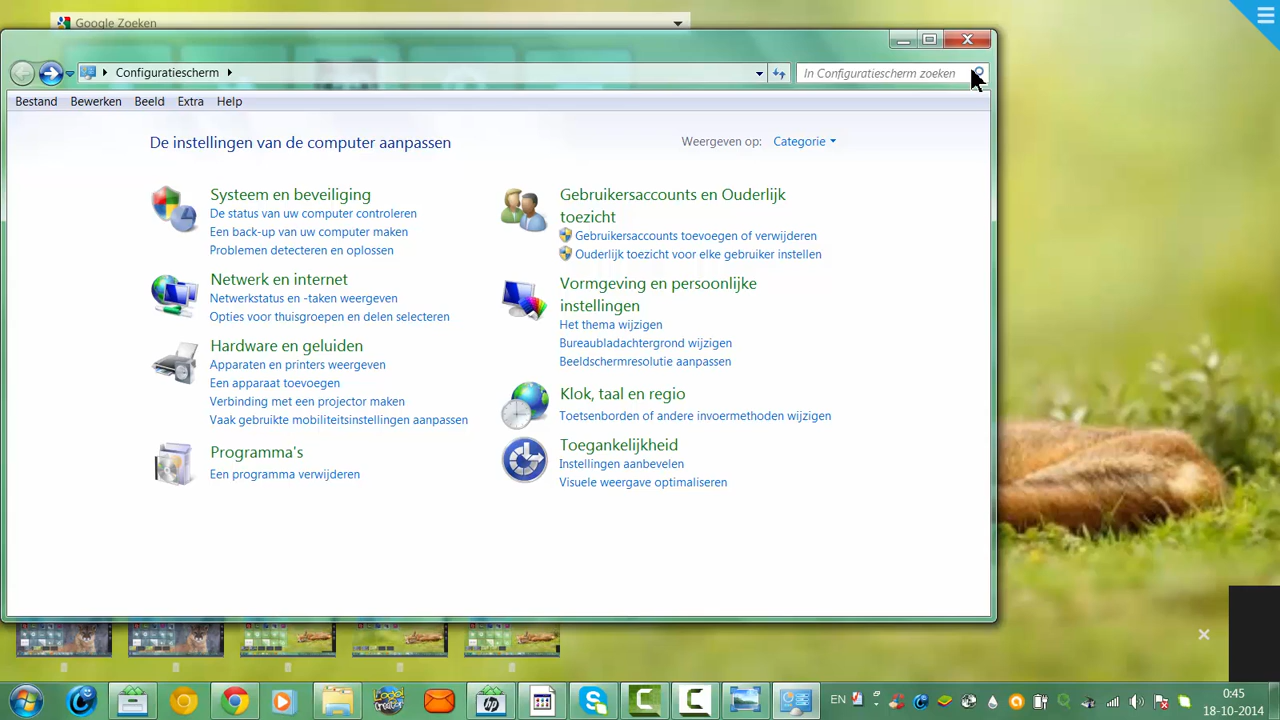 Google Zoeken
Configuratiescherm
In Configuratiescherm zoeken
Bestand Bewerken Beeld Extra Help
De instellingen van de computer aanpassen
Weergeven op: Categorie
Systeem en beveiliging
De status van uw computer controleren
Een back-up van uw computer maken
Problemen detecteren en oplossen
Netwerk en internet
Netwerkstatus en -taken weergeven
Opties voor thuisgroepen en delen selecteren
Hardware en geluiden
Apparaten en printers weergeven
Een apparaat toevoegen
Verbinding met een projector maken
Vaak gebruikte mobiliteitsinstellingen aanpassen
Programma's
Een programma verwijderen
Gebruikersaccounts en Ouderlijk
toezicht
Gebruikersaccounts toevoegen of verwijderen
Ouderlijk toezicht voor elke gebruiker instellen
Vormgeving en persoonlijke
instellingen
Het thema wijzigen
Bureaubladachtergrond wijzigen
Beeldschermresolutie aanpassen
Klok, taal en regio
Toetsenborden of andere invoermethoden wijzigen
Toegankelijkheid
Instellingen aanbevelen
Visuele weergave optimaliseren
EN
0:45
18-10-2014